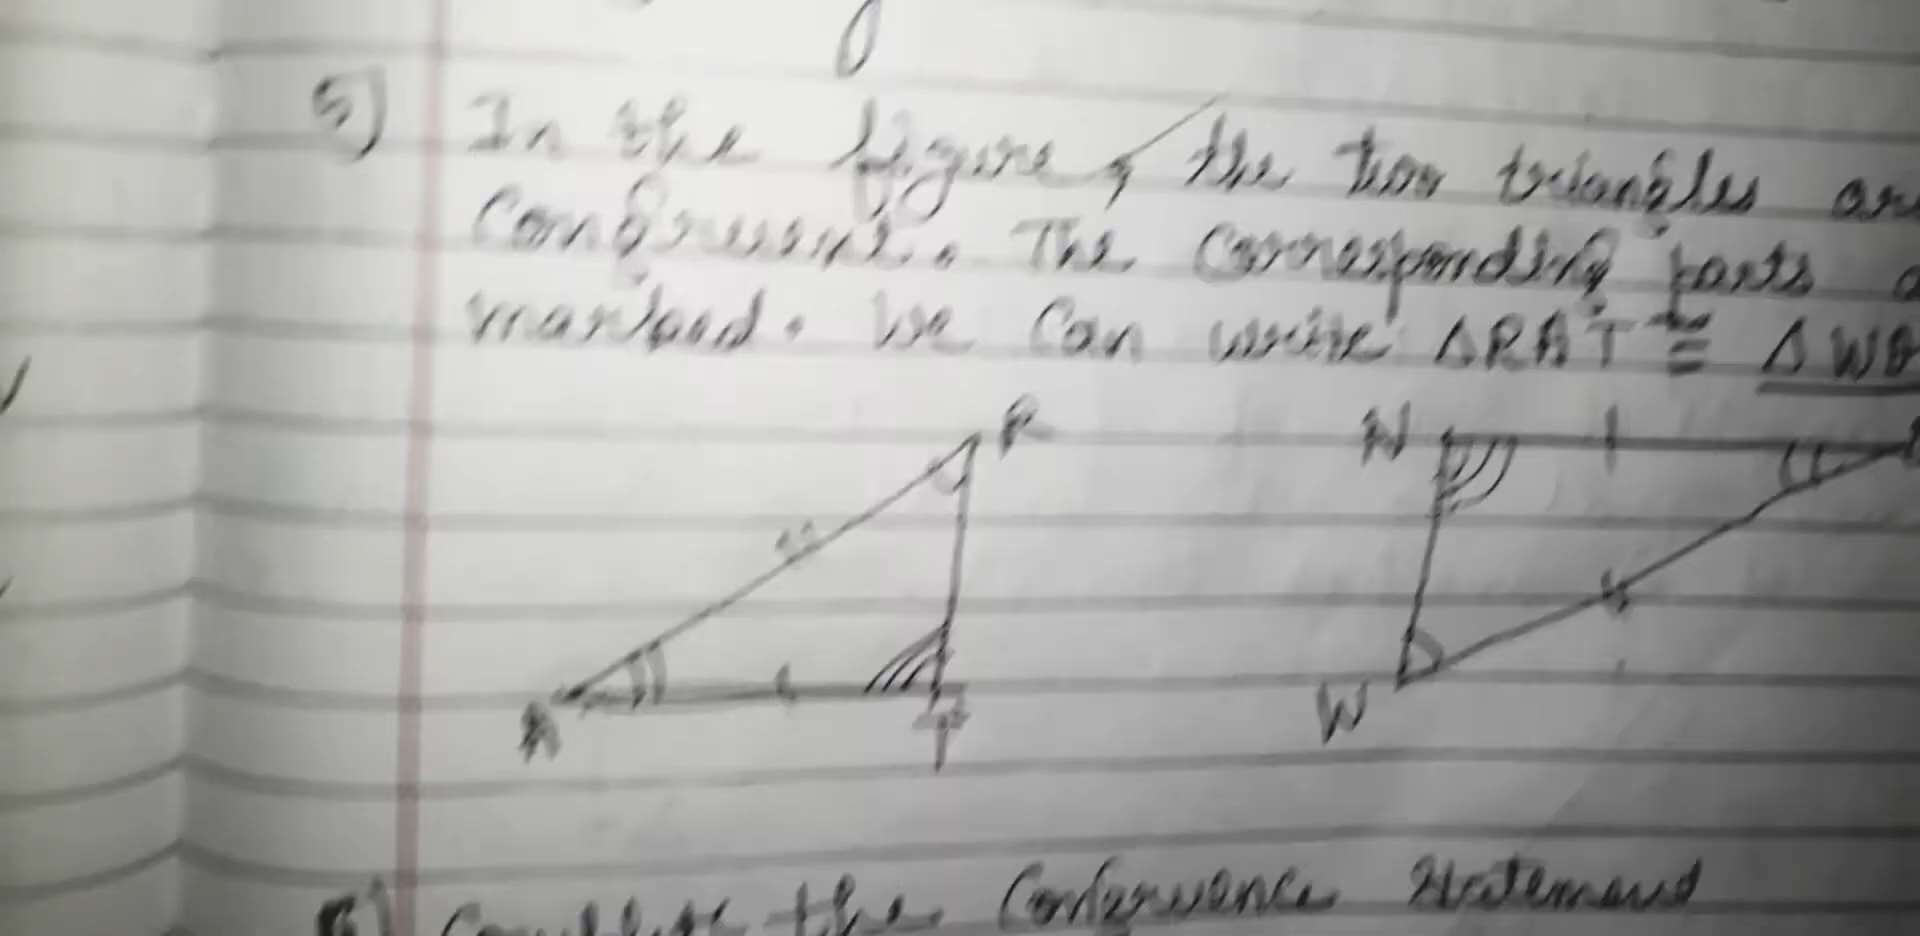 5) In the figure, the two triangles are
Congruent. The Corresponding parts
marked. We Can write ΔRAT ≅ ΔWO
R
N
A
T
W
6) Complete the Congruence Statement